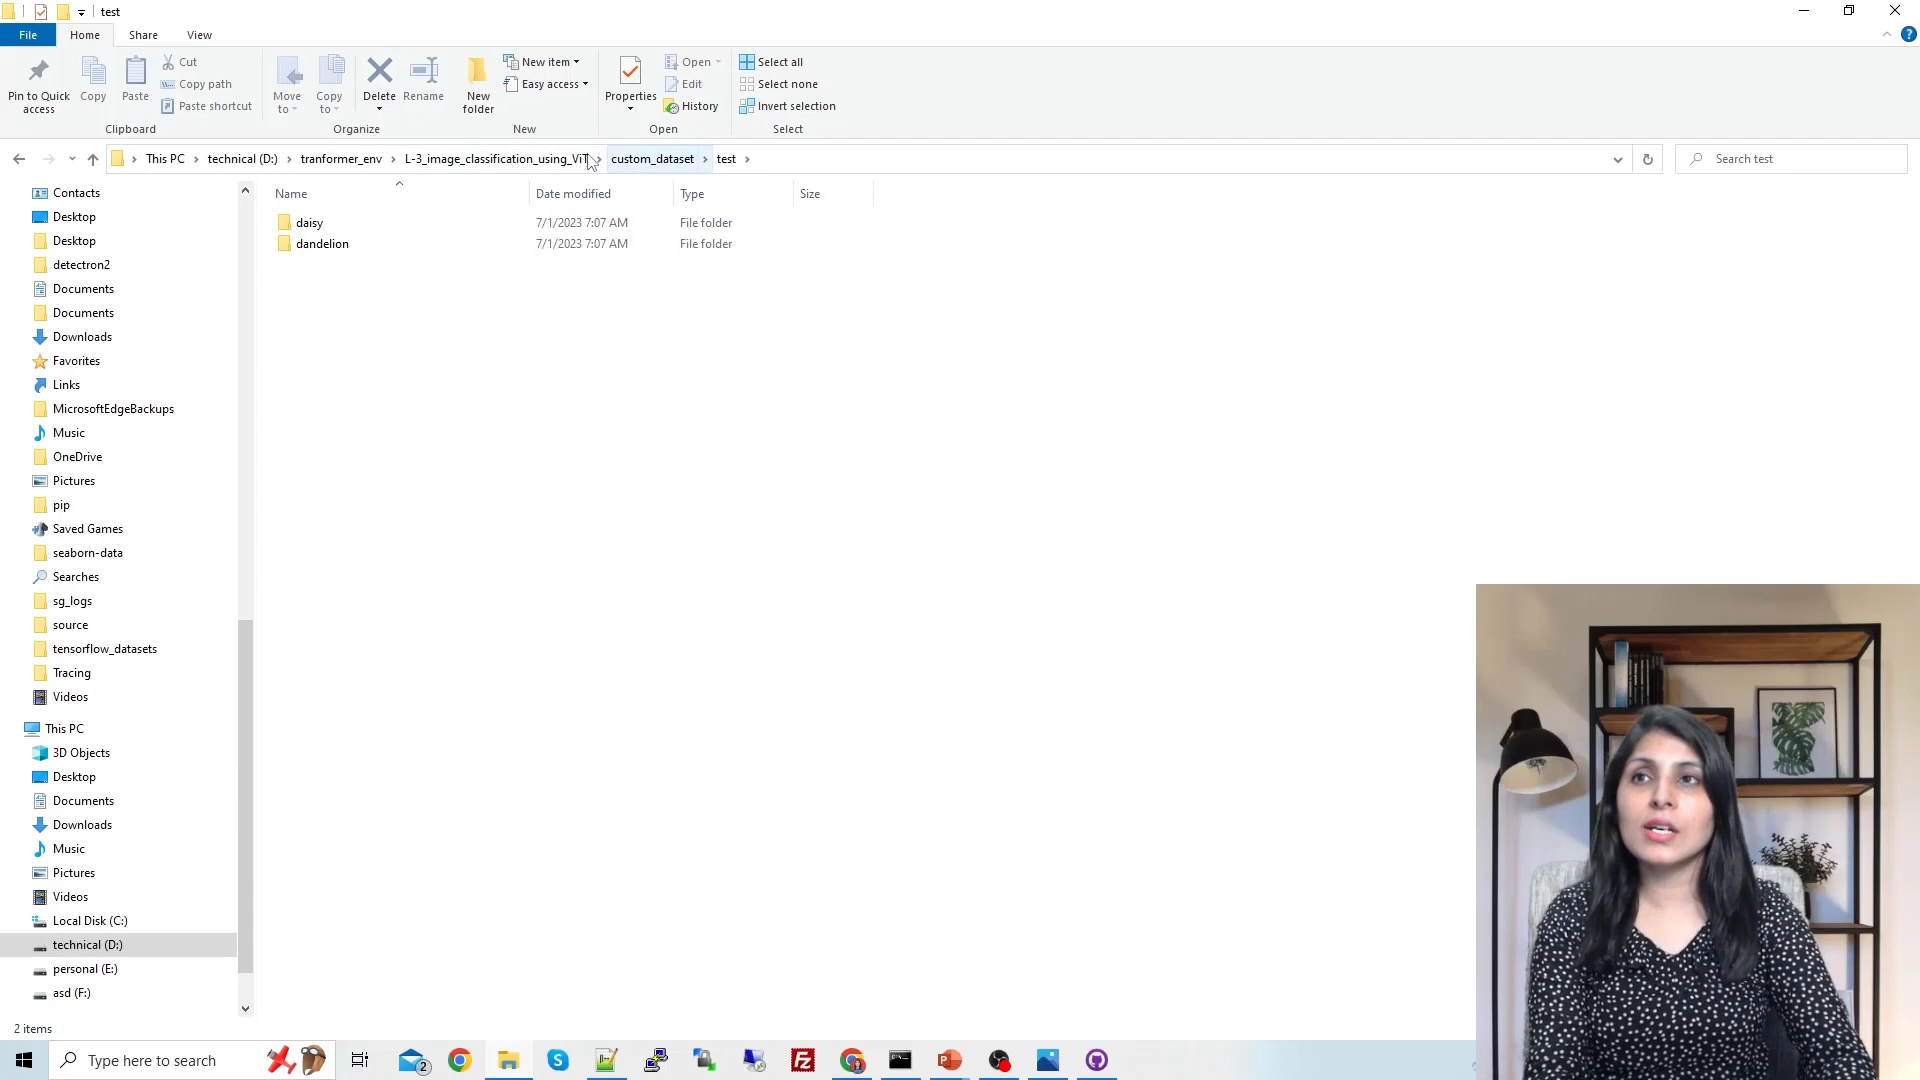 test
File Home Share View
Pin to Quick access
Copy
Paste
Cut
Copy path
Paste shortcut
Clipboard
Move to
Copy to
Delete
Rename
Organize
New folder
New item
Easy access
New
Properties
Open
Edit
History
Open
Select all
Select none
Invert selection
Select
This PC technical (D:) tranformer_env L-3_image_classification_using_ViT custom_dataset test
Search test
Name Date modified Type Size
daisy 7/1/2023 7:07 AM File folder
dandelion 7/1/2023 7:07 AM File folder
Contacts
Desktop
Desktop
detectron2
Documents
Documents
Downloads
Favorites
Links
MicrosoftEdgeBackups
Music
OneDrive
Pictures
pip
Saved Games
seaborn-data
Searches
sg_logs
source
tensorflow_datasets
Tracing
Videos
This PC
3D Objects
Desktop
Documents
Downloads
Music
Pictures
Videos
Local Disk (C:)
technical (D:)
personal (E:)
asd (F:)
2 items
Type here to search
2